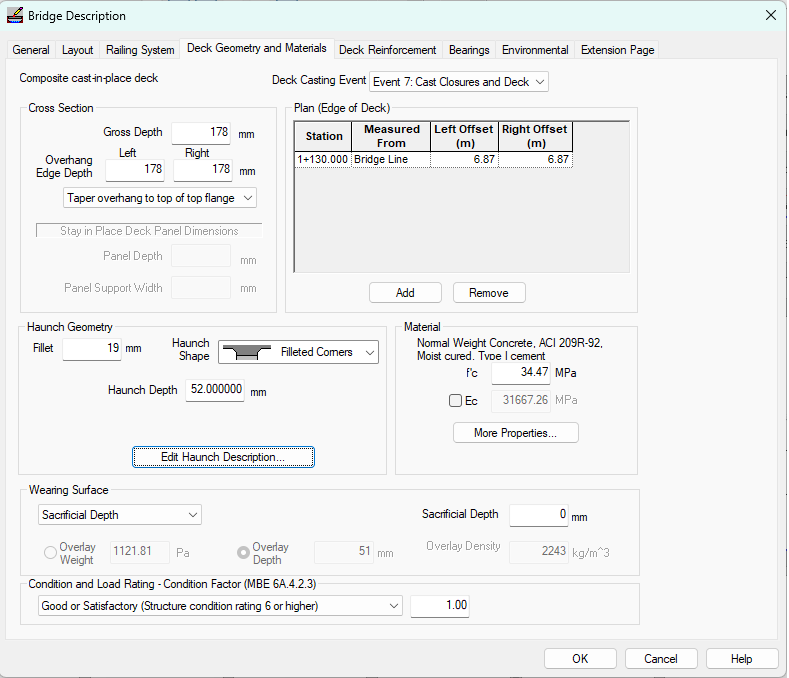 Bridge Description
General Layout Railing System Deck Geometry and Materials Deck Reinforcement Bearings Environmental Extension Page
Composite cast-in-place deck
Deck Casting Event Event 7: Cast Closures and Deck
Cross Section
Gross Depth 178 mm
Left Right
Overhang
Edge Depth 178 178 mm
Taper overhang to top of top flange
Stay in Place Deck Panel Dimensions
Panel Depth mm
Panel Support Width mm
Plan (Edge of Deck)
Station Measured From Left Offset (m) Right Offset (m)
1+130.000 Bridge Line 6.87 6.87
Add Remove
Haunch Geometry
Fillet 19 mm
Haunch Shape Filleted Corners
Haunch Depth 52.000000 mm
Edit Haunch Description...
Material
Normal Weight Concrete, ACI 209R-92,
Moist cured. Type I cement
f'c 34.47 MPa
Ec 31667.26 MPa
More Properties...
Wearing Surface
Sacrificial Depth
Sacrificial Depth 0 mm
Overlay Weight 1121.81 Pa
Overlay Depth 51 mm
Overlay Density 2243 kg/m^3
Condition and Load Rating - Condition Factor (MBE 6A.4.2.3)
Good or Satisfactory (Structure condition rating 6 or higher) 1.00
OK Cancel Help